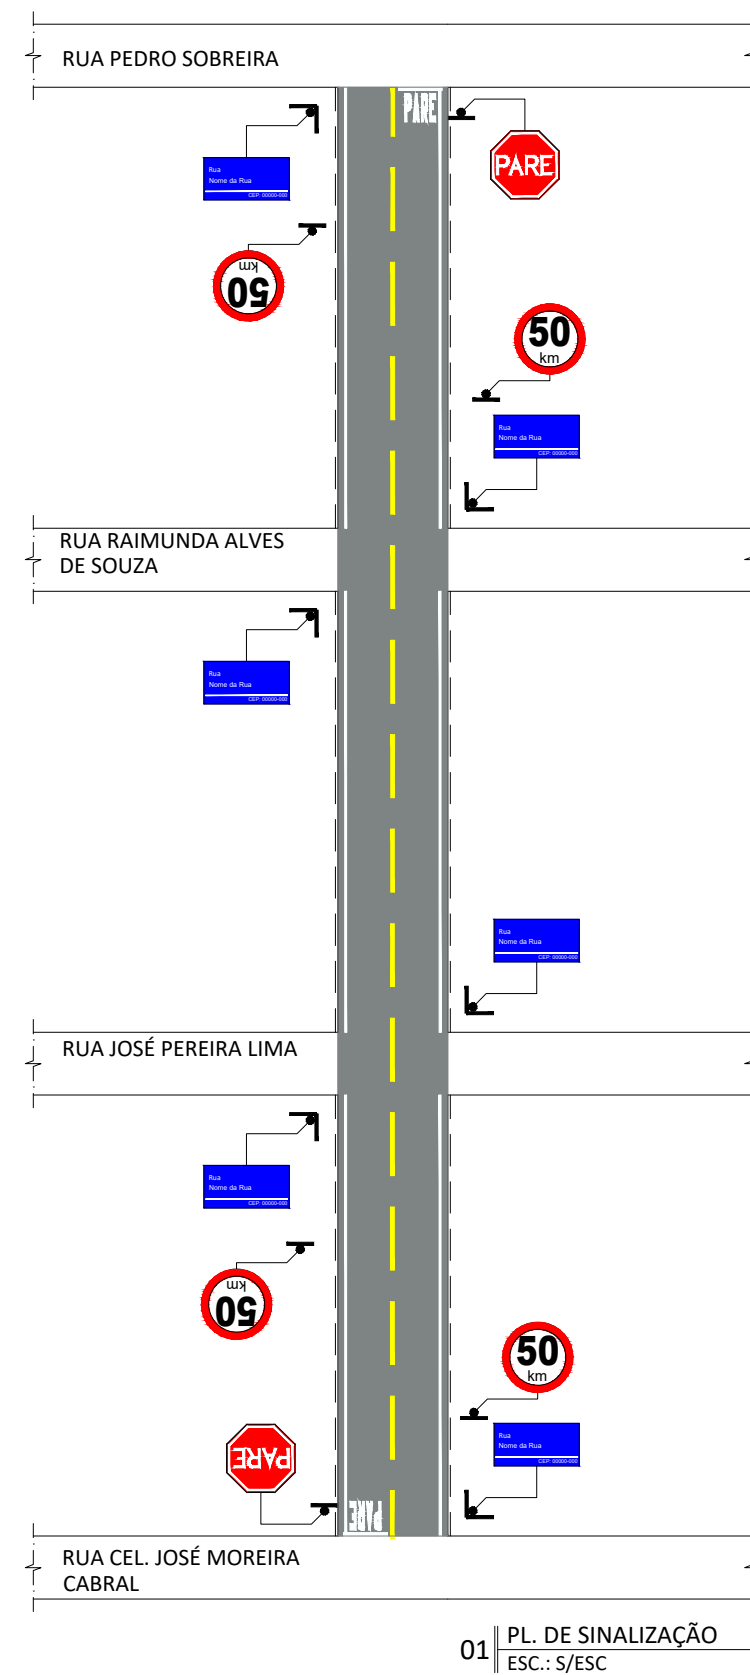 RUA PEDRO SOBREIRA
PARE
PARE
Rua
Nome da Rua
CEP: 00000-000
50
km
50
km
Rua
Nome da Rua
CEP: 00000-000
RUA RAIMUNDA ALVES
DE SOUZA
Rua
Nome da Rua
CEP: 00000-000
Rua
Nome da Rua
CEP: 00000-000
RUA JOSÉ PEREIRA LIMA
Rua
Nome da Rua
CEP: 00000-000
50
km
50
km
Rua
Nome da Rua
CEP: 00000-000
PARE
PARE
RUA CEL. JOSÉ MOREIRA
CABRAL
01
PL. DE SINALIZAÇÃO
ESC.: S/ESC